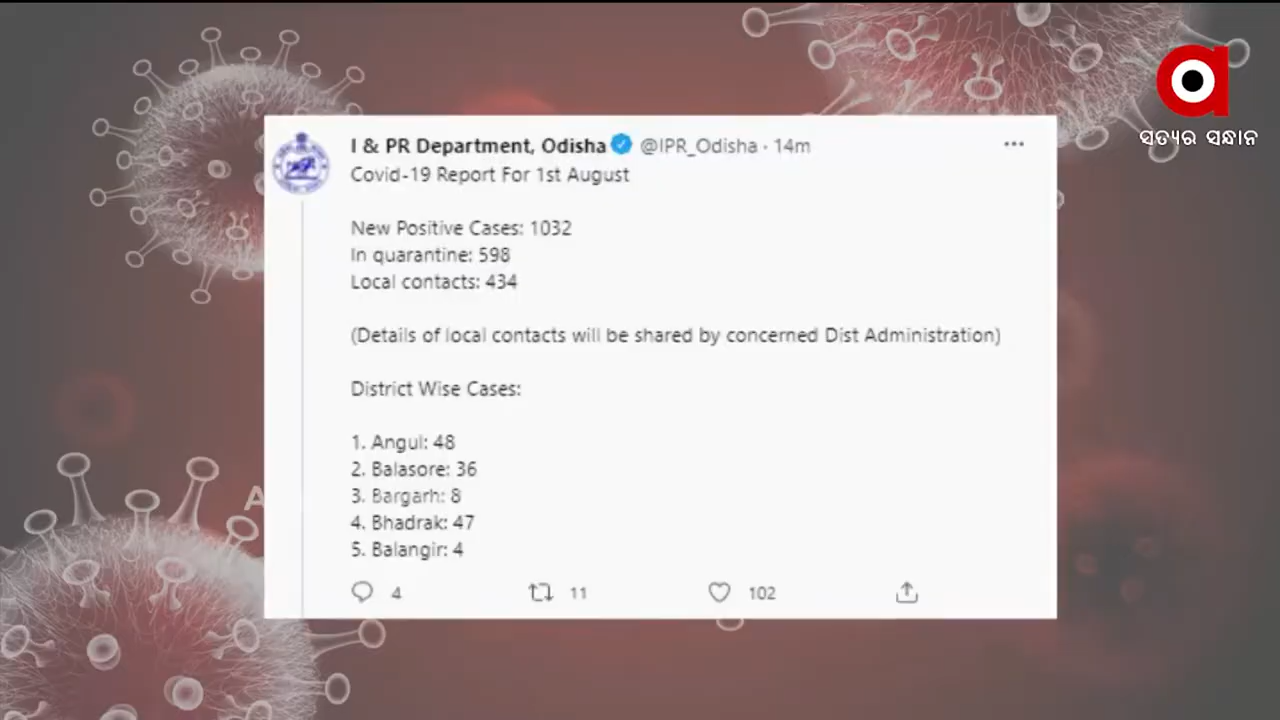 ସତ୍ୟର ସନ୍ଧାନ
I & PR Department, Odisha @IPR_Odisha · 14m
Covid-19 Report For 1st August
New Positive Cases: 1032
In quarantine: 598
Local contacts: 434
(Details of local contacts will be shared by concerned Dist Administration)
District Wise Cases:
1. Angul: 48
2. Balasore: 36
3. Bargarh: 8
4. Bhadrak: 47
5. Balangir: 4
4 11 102